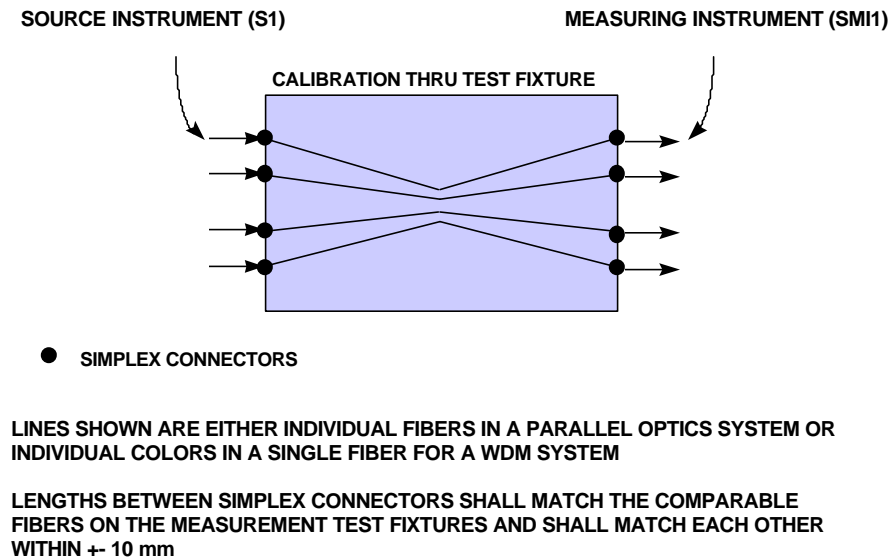 SOURCE INSTRUMENT (S1)
MEASURING INSTRUMENT (SMI1)
CALIBRATION THRU TEST FIXTURE
SIMPLEX CONNECTORS
LINES SHOWN ARE EITHER INDIVIDUAL FIBERS IN A PARALLEL OPTICS SYSTEM OR
INDIVIDUAL COLORS IN A SINGLE FIBER FOR A WDM SYSTEM
LENGTHS BETWEEN SIMPLEX CONNECTORS SHALL MATCH THE COMPARABLE
FIBERS ON THE MEASUREMENT TEST FIXTURES AND SHALL MATCH EACH OTHER
WITHIN +- 10 mm